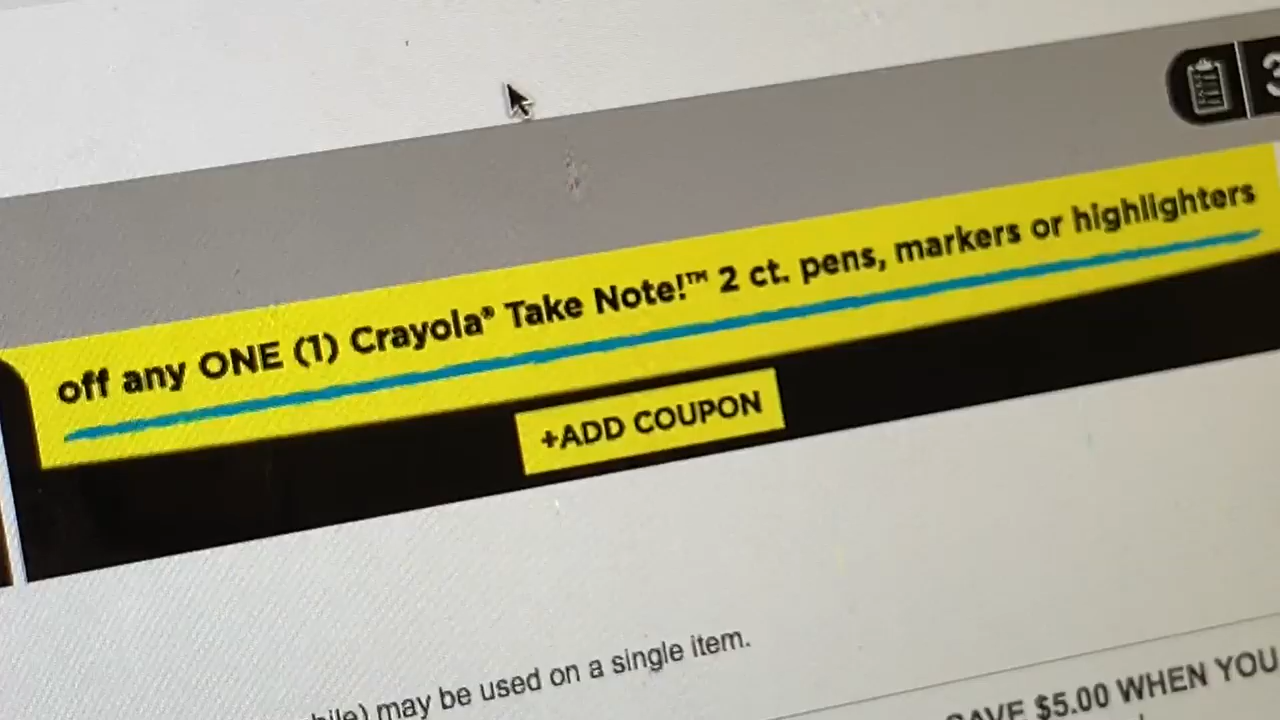 off any ONE (1) Crayola® Take Note!™ 2 ct. pens, markers or highlighters
+ADD COUPON
may be used on a single item.
SAVE $5.00 WHEN YOU